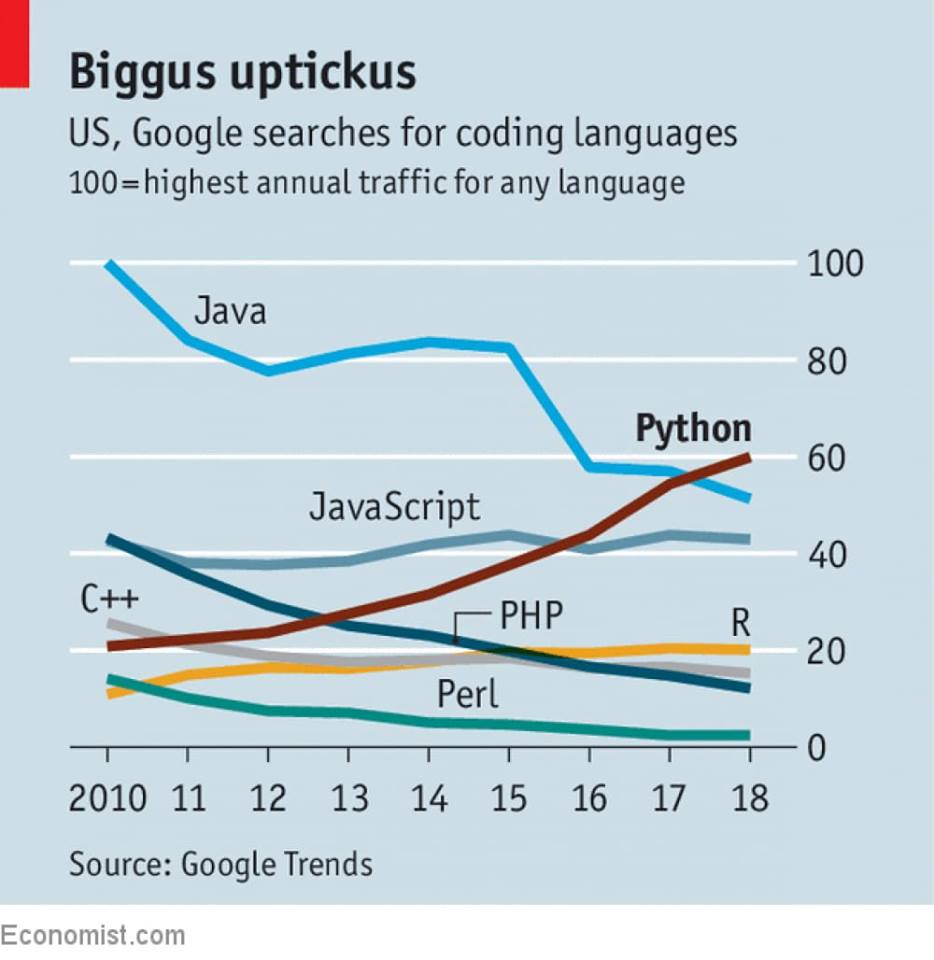 Biggus uptickus
US, Google searches for coding languages
100=highest annual traffic for any language
100
Java
80
Python
60
JavaScript
40
C++
PHP
R
20
Perl
0
2010 11 12 13 14 15 16 17 18
Source: Google Trends
Economist.com